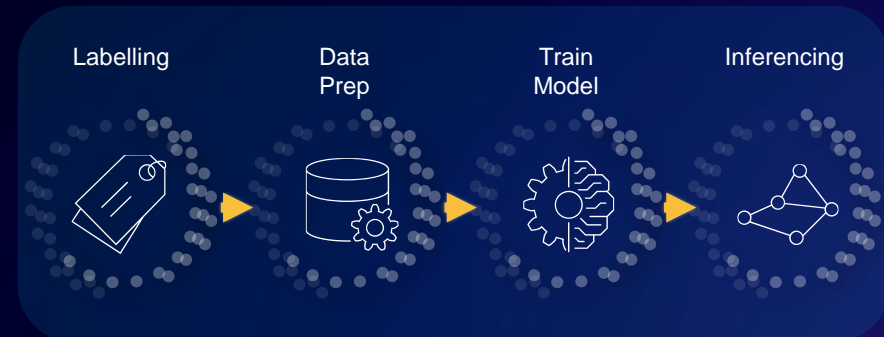 Labelling
Data
Prep
Train
Model
Inferencing